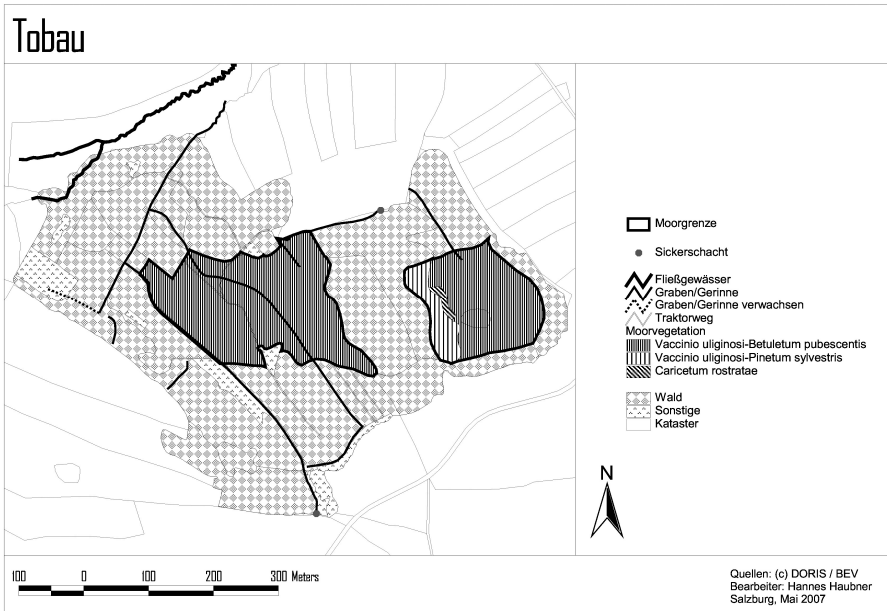 Tobau
Moorgrenze
Sickerschacht
Fließgewässer
Graben/Gerinne
Graben/Gerinne verwachsen
Traktorweg
Moorvegetation
Vaccinio uliginosi-Betuletum pubescentis
Vaccinio uliginosi-Pinetum sylvestris
Caricetum rostratae
Wald
Sonstige
Kataster
N
100 0 100 200 300 Meters
Quellen: (c) DORIS / BEV
Bearbeiter: Hannes Haubner
Salzburg, Mai 2007